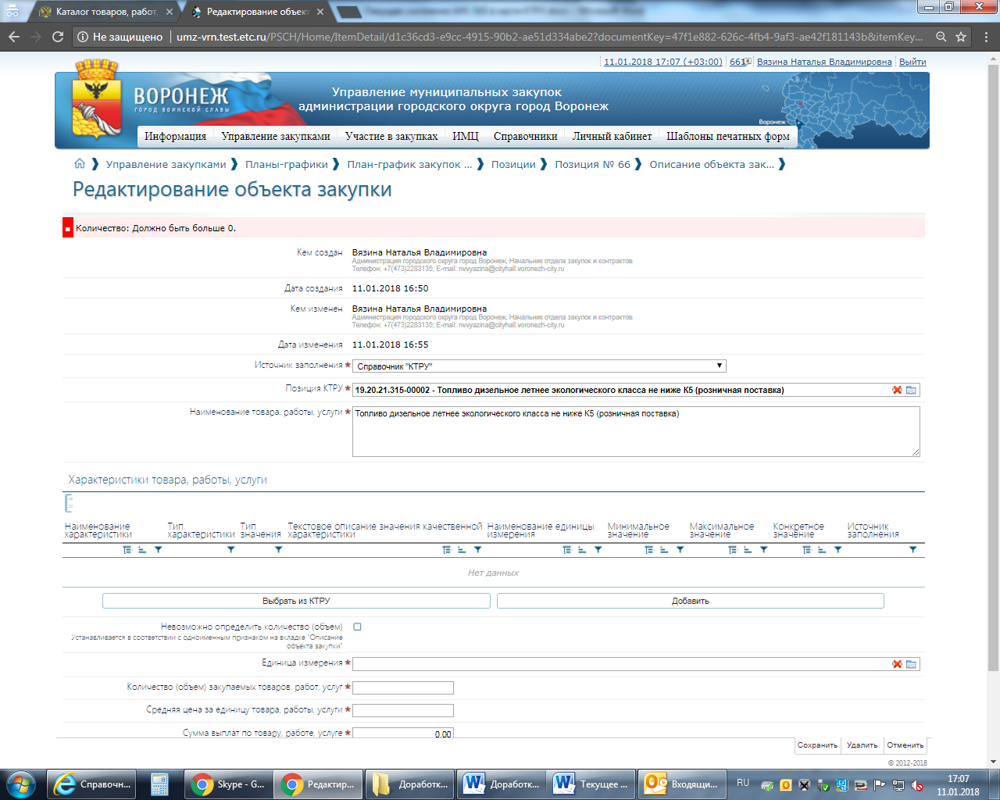 Каталог товаров, работ,
Редактирование объект
Не защищено
umz-vrn.test.etc.ru/PSCH/Home/ItemDetail/d1c36cd3-e9cc-4915-90b2-ae51d334abe2?documentKey=47f1e882-626c-4fb4-9af3-ae42f181143b&itemKey...
11.01.2018 17:07 (+03:00)
661
Вязина Наталья Владимировна
Выйти
ВОРОНЕЖ
ГОРОД ВОИНСКОЙ СЛАВЫ
Управление муниципальных закупок
администрации городского округа город Воронеж
Воронеж
Информация Управление закупками Участие в закупках ИМЦ Справочники Личный кабинет Шаблоны печатных форм
Управление закупками ❱ Планы-графики ❱ План-график закупок ... ❱ Позиции ❱ Позиция № 66 ❱ Описание объекта зак... ❱
Редактирование объекта закупки
Количество: Должно быть больше 0.
Кем создан Вязина Наталья Владимировна
Администрация городского округа город Воронеж, Начальник отдела закупок и контрактов
Телефон: +7(473)2283135; E-mail: nvvyazina@cityhall.voronezh-city.ru
Дата создания 11.01.2018 16:50
Кем изменен Вязина Наталья Владимировна
Администрация городского округа город Воронеж, Начальник отдела закупок и контрактов
Телефон: +7(473)2283135; E-mail: nvvyazina@cityhall.voronezh-city.ru
Дата изменения 11.01.2018 16:55
Источник заполнения * Справочник "КТРУ"
Позиция КТРУ * 19.20.21.315-00002 - Топливо дизельное летнее экологического класса не ниже К5 (розничная поставка)
Наименование товара, работы, услуги * Топливо дизельное летнее экологического класса не ниже К5 (розничная поставка)
Характеристики товара, работы, услуги
Наименование характеристики
Тип характеристики
Тип значения
Текстовое описание значения качественной характеристики
Наименование единицы измерения
Минимальное значение
Максимальное значение
Конкретное значение
Источник заполнения
Нет данных
Выбрать из КТРУ
Добавить
Невозможно определить количество (объем)
Устанавливается в соответствии с одноименным признаком на вкладке "Описание
объекта закупки"
Единица измерения *
Количество (объем) закупаемых товаров, работ, услуг *
Средняя цена за единицу товара, работы, услуги *
Сумма выплат по товару, работе, услуге * 0.00
Сохранить Удалить Отменить
© 2012-2018
Справочн...
Skype - G...
Редактир...
Доработк...
Доработк...
Текущее ...
Входящи...
RU
17:07
11.01.2018